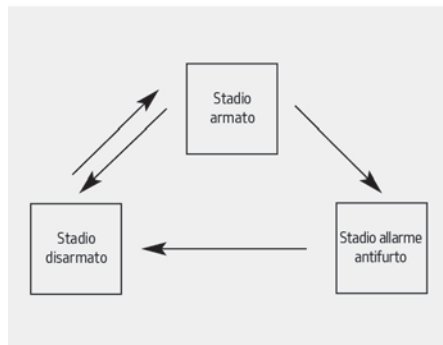 Stadio
armato
Stadio
disarmato
Stadio allarme
antifurto